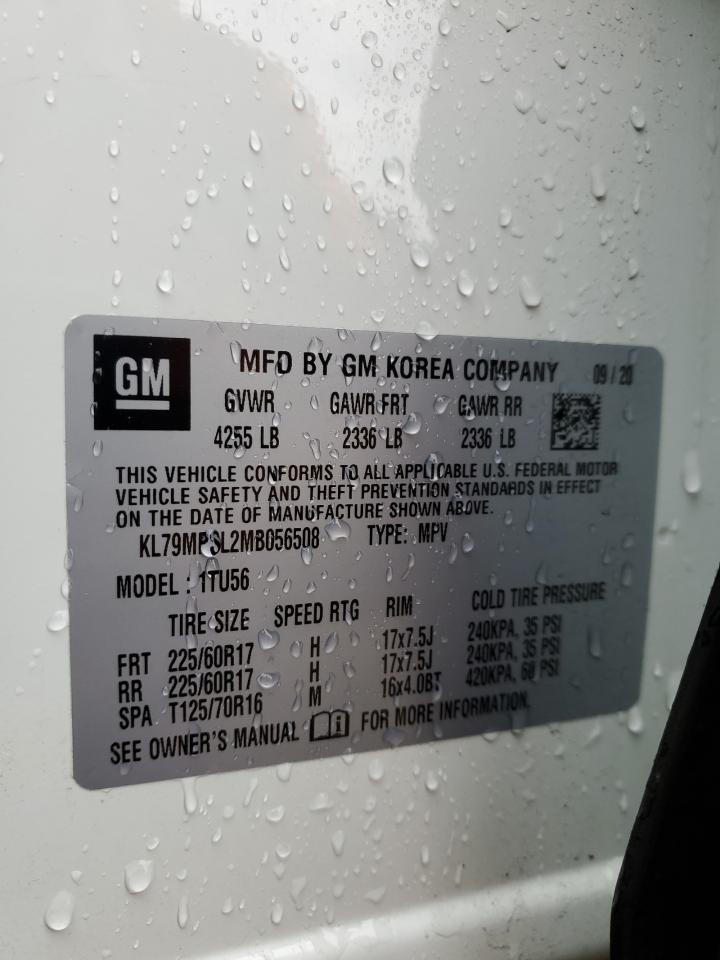 GM
MFD BY GM KOREA COMPANY 09 / 20
GVWR GAWR FRT GAWR RR
4255 LB 2336 LB 2336 LB
THIS VEHICLE CONFORMS TO ALL APPLICABLE U.S. FEDERAL MOTOR
VEHICLE SAFETY AND THEFT PREVENTION STANDARDS IN EFFECT
ON THE DATE OF MANUFACTURE SHOWN ABOVE.
KL79MPSL2MB056508 TYPE: MPV
MODEL : 1TU56
TIRE SIZE SPEED RTG RIM COLD TIRE PRESSURE
FRT 225/60R17 H 17x7.5J 240KPA, 35 PSI
RR 225/60R17 H 17x7.5J 240KPA, 35 PSI
SPA T125/70R16 M 16x4.0BT 420KPA, 60 PSI
SEE OWNER'S MANUAL FOR MORE INFORMATION.